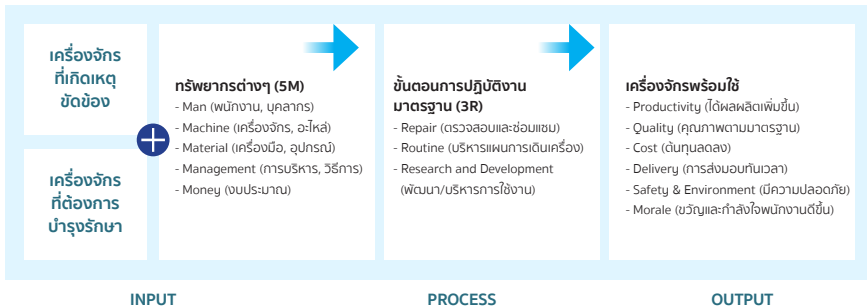 เครื่องจักร
ที่เกิดเหตุ
ขัดข้อง
เครื่องจักร
ที่ต้องการ
บำรุงรักษา
ทรัพยากรต่างๆ (5M)
- Man (พนักงาน, บุคลากร)
- Machine (เครื่องจักร, อะไหล่)
- Material (เครื่องมือ, อุปกรณ์)
- Management (การบริหาร, วิธีการ)
- Money (งบประมาณ)
ขั้นตอนการปฏิบัติงาน
มาตรฐาน (3R)
- Repair (ตรวจสอบและซ่อมแซม)
- Routine (บริหารแผนการเดินเครื่อง)
- Research and Development
(พัฒนา/บริหารการใช้งาน)
เครื่องจักรพร้อมใช้
- Productivity (ได้ผลผลิตเพิ่มขึ้น)
- Quality (คุณภาพตามมาตรฐาน)
- Cost (ต้นทุนลดลง)
- Delivery (การส่งมอบทันเวลา)
- Safety & Environment (มีความปลอดภัย)
- Morale (ขวัญและกำลังใจพนักงานดีขึ้น)
INPUT
PROCESS
OUTPUT